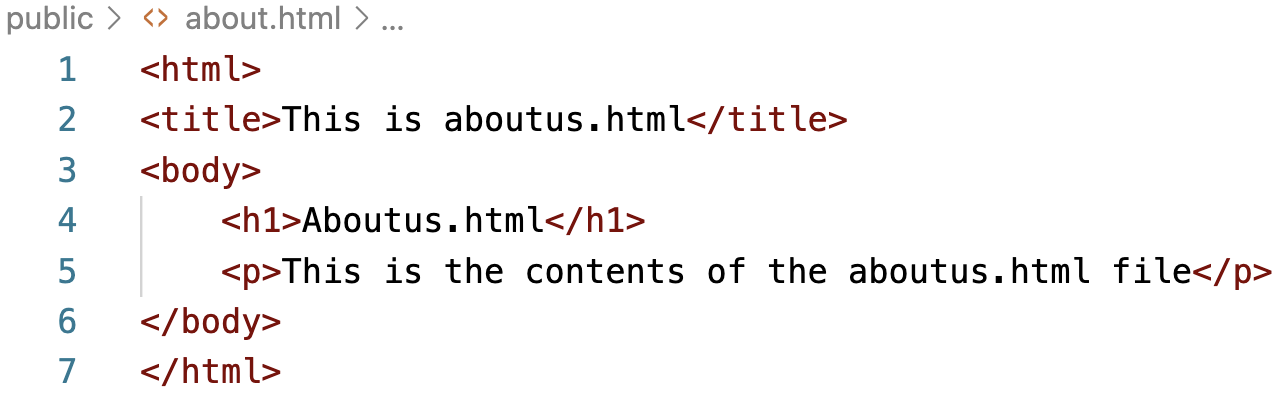 public > <> about.html > ...
1 <html>
2 <title>This is aboutus.html</title>
3 <body>
4 <h1>Aboutus.html</h1>
5 <p>This is the contents of the aboutus.html file</p>
6 </body>
7 </html>